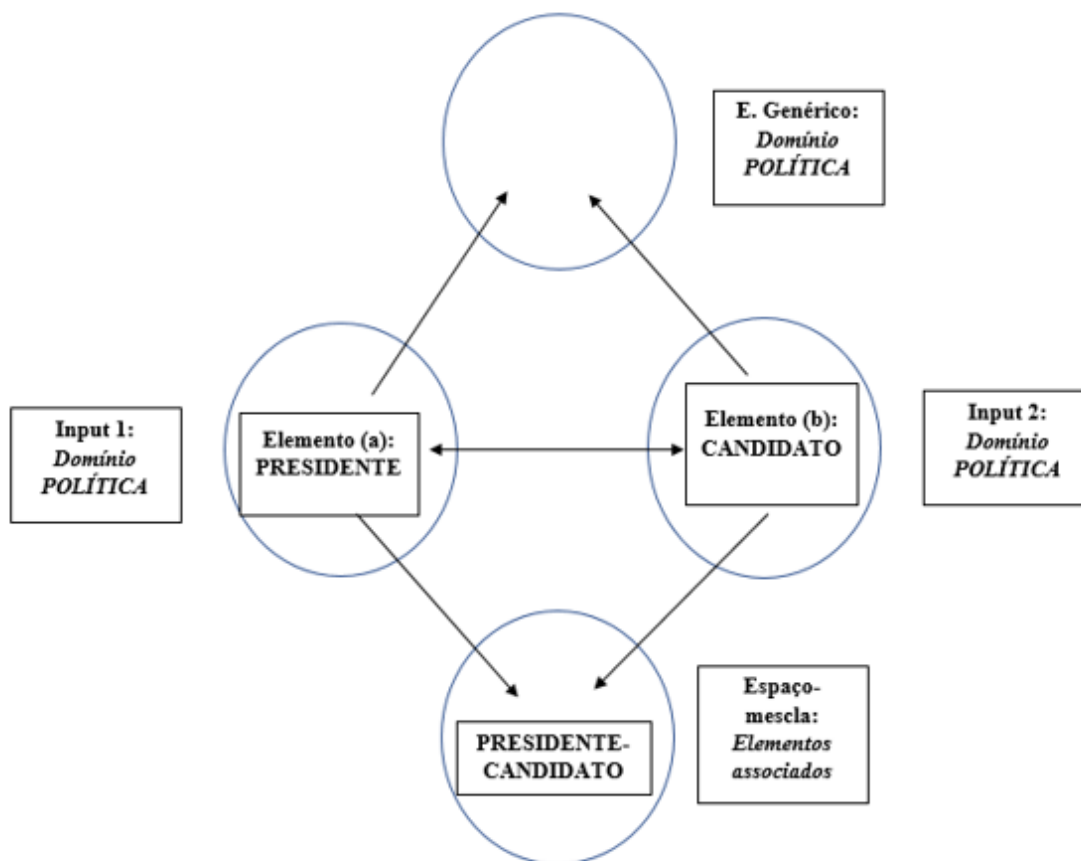 E. Genérico:
Domínio
POLÍTICA
Input 1:
Domínio
POLÍTICA
Elemento (a):
PRESIDENTE
Elemento (b):
CANDIDATO
Input 2:
Domínio
POLÍTICA
PRESIDENTE-
CANDIDATO
Espaço-
mescla:
Elementos
associados